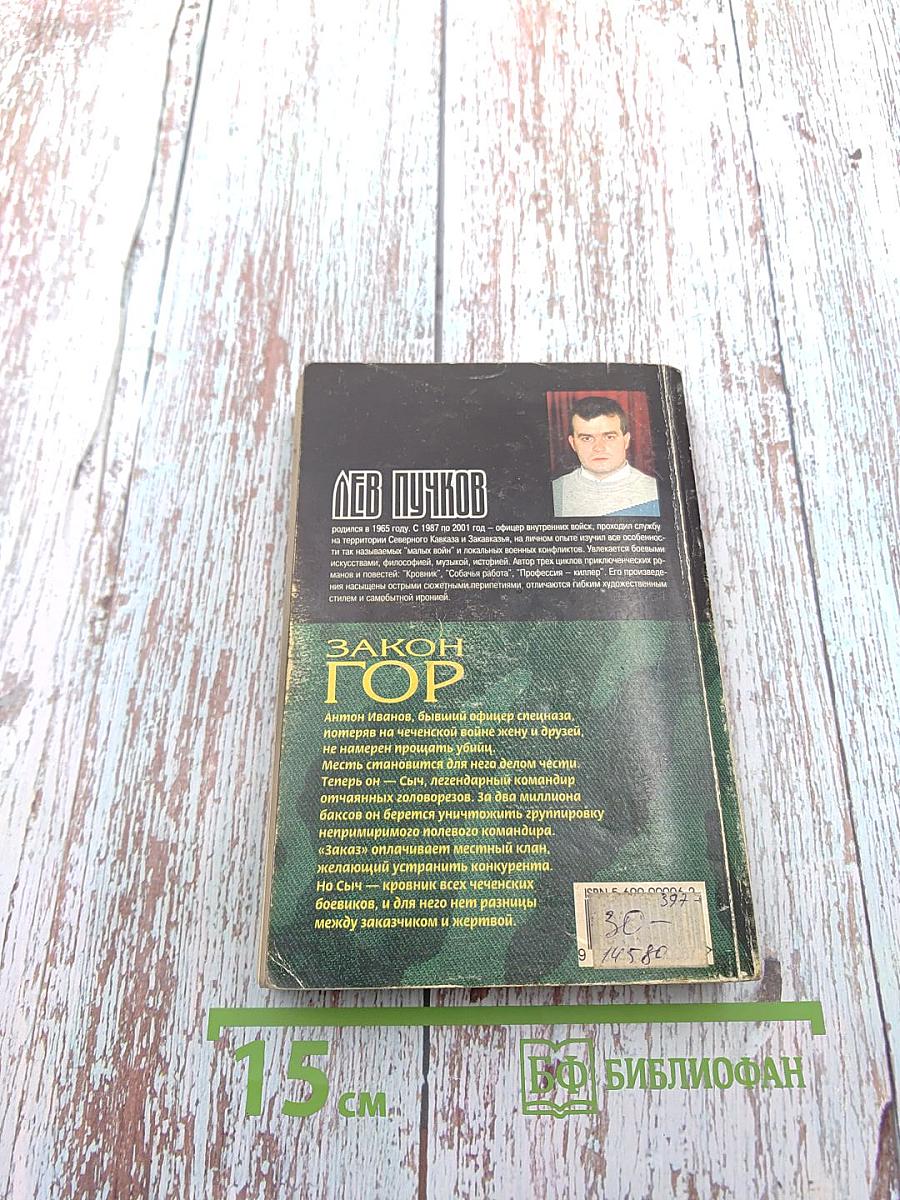 ЛЕВ ПУЧКОВ
родился в 1965 году. С 1987 по 2001 год – офицер внутренних войск, проходил службу
на территории Северного Кавказа и Закавказья, на личном опыте изучил все особеннос-
ти так называемых "малых войн" и локальных военных конфликтов. Увлекается боевыми
искусствами, философией, музыкой, историей. Автор трех циклов приключенческих ро-
манов и повестей: "Кровник", "Собачья работа", "Профессия – киллер". Его произведе-
ния насыщены острыми сюжетными перипетиями, отличаются гибким художественным
стилем и самобытной иронией.
ЗАКОН
ГОР
Антон Иванов, бывший офицер спецназа,
потеряв на чеченской войне жену и друзей,
не намерен прощать убийц.
Месть становится для него делом чести.
Теперь он — Сыч, легендарный командир
отчаянных головорезов. За два миллиона
баксов он берется уничтожить группировку
непримиримого полевого командира.
«Заказ» оплачивает местный клан,
желающий устранить конкурента.
Но Сыч — кровник всех чеченских
боевиков, и для него нет разницы
между заказчиком и жертвой.
ISBN
30-
14580
9
15 см
БФ БИБЛИОФАН